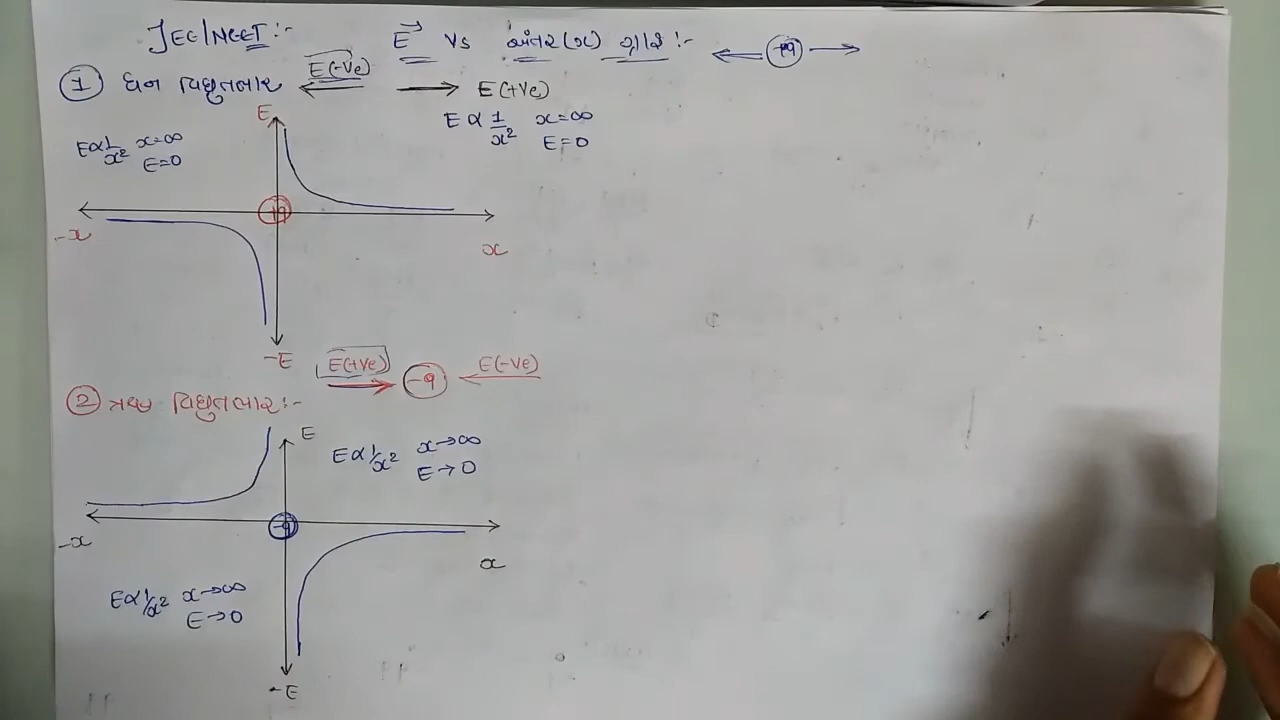 JEE/NEET:- E⃗ Vs અંતર(x) ગ્રાફ :- +q
1 ધન વિદ્યુતભાર E(-Ve) E(+Ve)
E∝1/x² x=∞
E=0
E
E∝1/x² x=∞
E=0
+q
-x
x
-E
E(+Ve) -q E(-Ve)
2 ઋણ વિદ્યુતભાર:-
E
E∝1/x² x→∞
E→0
-q
-x
x
E∝1/x² x→∞
E→0
-E